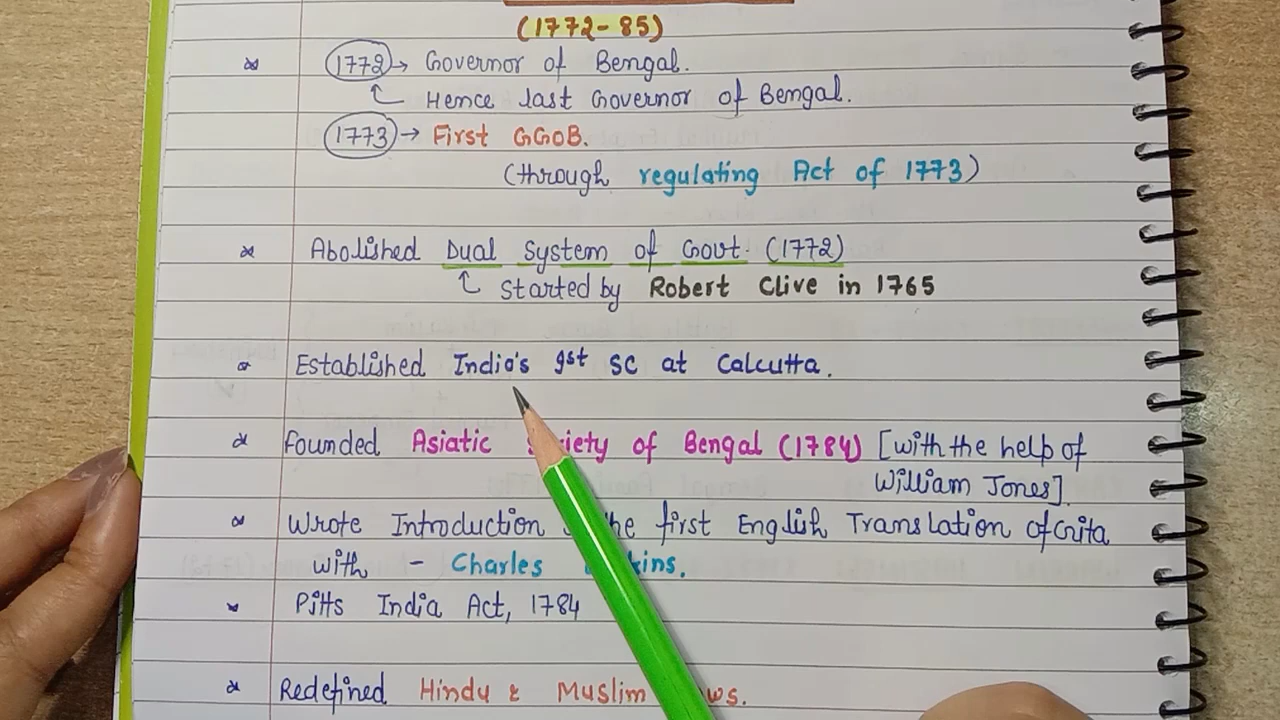 (1772-85)
1772 → Governor of Bengal.
Hence last Governor of Bengal.
1773 → First GGOB.
(through regulating Act of 1773)
Abolished Dual System of Govt. (1772)
Started by Robert Clive in 1765
Established India's 1st SC at Calcutta.
founded Asiatic of Bengal (1784) [with the help of
William Jones]
Wrote Introduction first English Translation of Gita
with - Charles
Pitts India Act, 1784
Redefined Hindu & Muslim